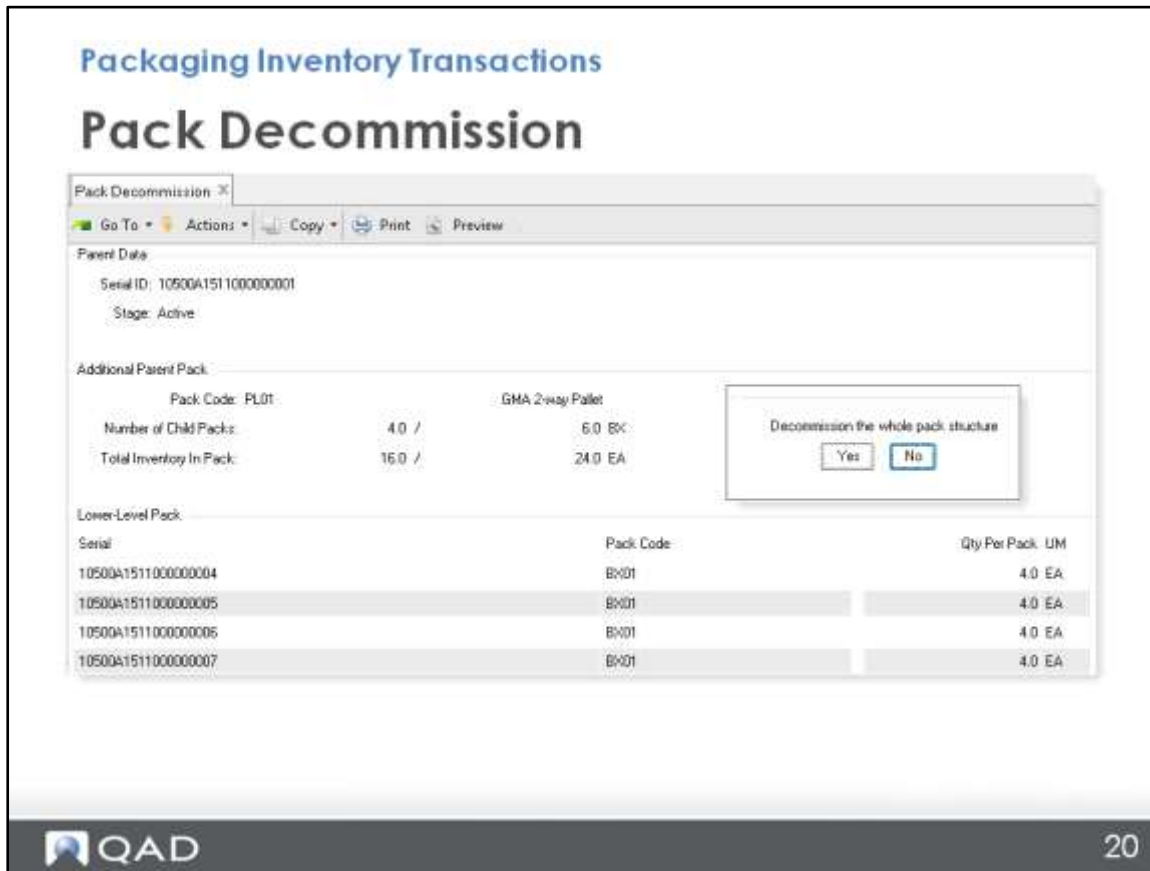 Packaging Inventory Transactions
Pack Decommission
Pack Decommission
Go To Actions Copy Print Preview
Parent Data
Serial ID: 10500A1511000000001
Stage: Active
Additional Parent Pack
Pack Code: PL01 GMA 2-way Pallet
Number of Child Packs: 4.0 / 6.0 BX
Total Inventory In Pack: 16.0 / 24.0 EA
Decommission the whole pack structure
Yes No
Lower-Level Pack
Serial Pack Code Qty Per Pack UM
10500A1511000000004 BX01 4.0 EA
10500A1511000000005 BX01 4.0 EA
10500A1511000000006 BX01 4.0 EA
10500A1511000000007 BX01 4.0 EA
QAD 20